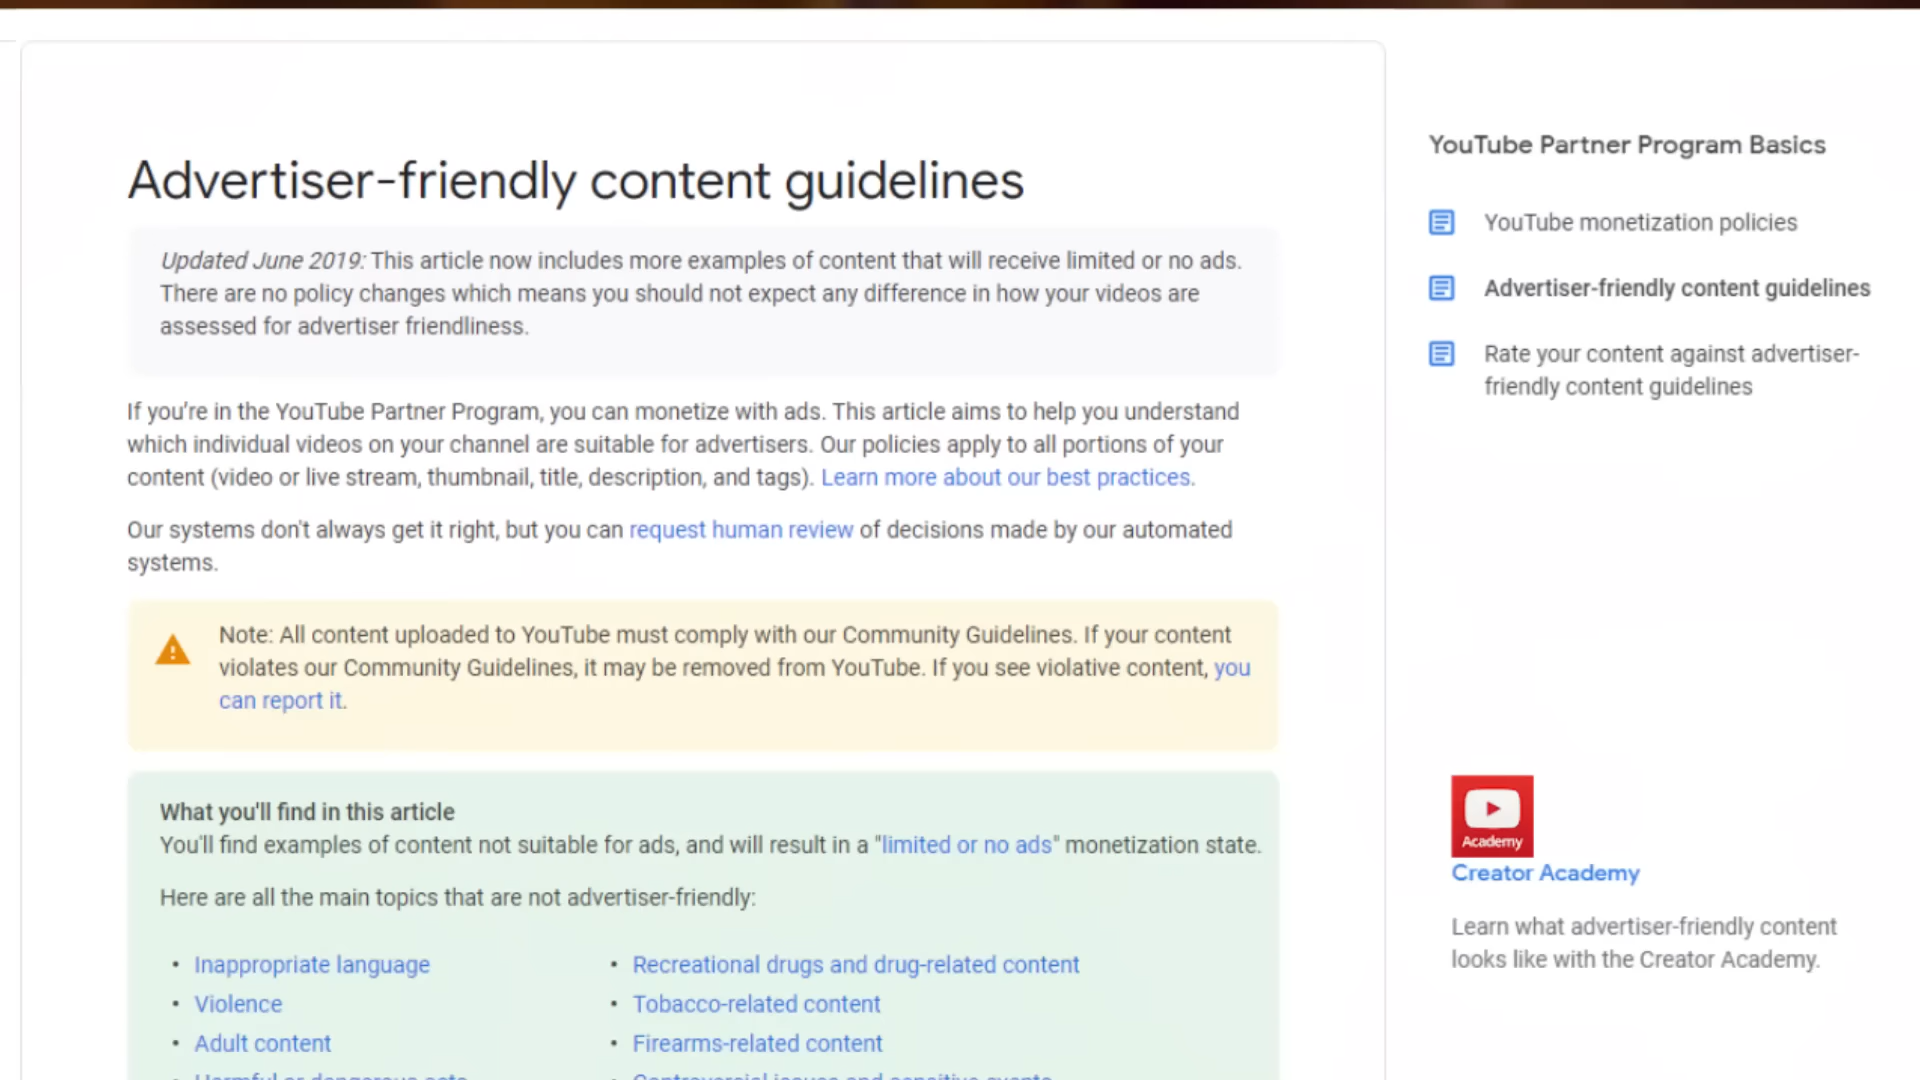 Advertiser-friendly content guidelines
Updated June 2019: This article now includes more examples of content that will receive limited or no ads.
There are no policy changes which means you should not expect any difference in how your videos are
assessed for advertiser friendliness.
If you're in the YouTube Partner Program, you can monetize with ads. This article aims to help you understand
which individual videos on your channel are suitable for advertisers. Our policies apply to all portions of your
content (video or live stream, thumbnail, title, description, and tags). Learn more about our best practices.
Our systems don't always get it right, but you can request human review of decisions made by our automated
systems.
Note: All content uploaded to YouTube must comply with our Community Guidelines. If your content
violates our Community Guidelines, it may be removed from YouTube. If you see violative content, you
can report it.
What you'll find in this article
You'll find examples of content not suitable for ads, and will result in a "limited or no ads" monetization state.
Here are all the main topics that are not advertiser-friendly:
• Inappropriate language
• Violence
• Adult content
• Harmful or dangerous acts
• Recreational drugs and drug-related content
• Tobacco-related content
• Firearms-related content
• Controversial issues and sensitive events
YouTube Partner Program Basics
YouTube monetization policies
Advertiser-friendly content guidelines
Rate your content against advertiser-
friendly content guidelines
Academy
Creator Academy
Learn what advertiser-friendly content
looks like with the Creator Academy.